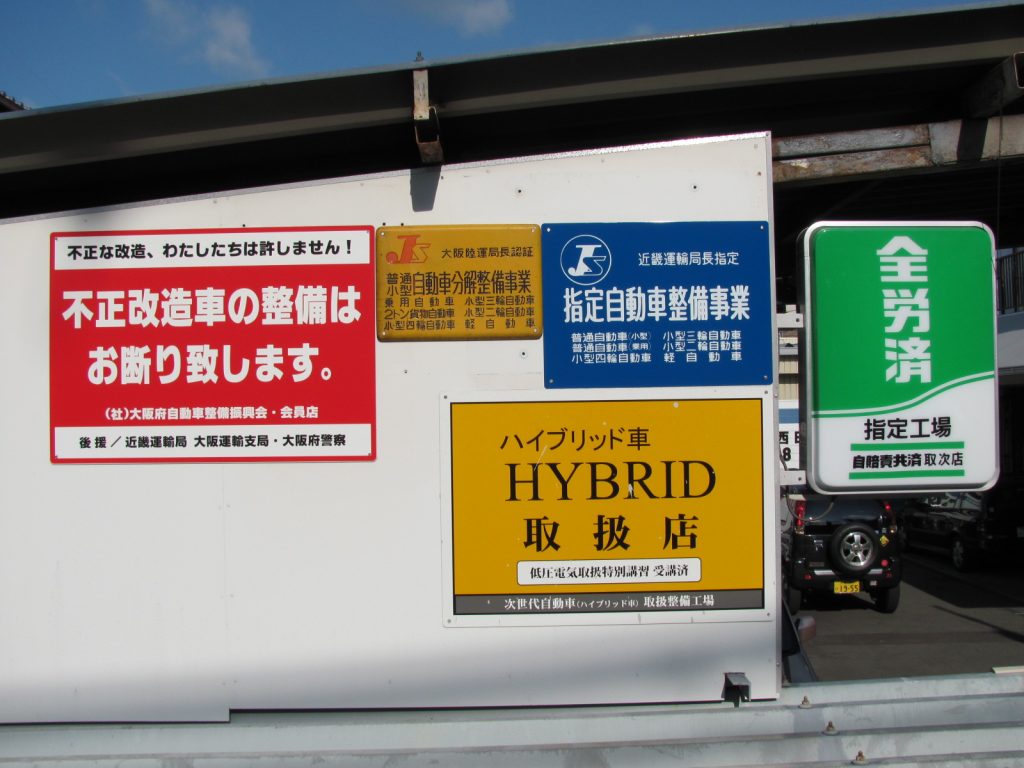 不正な改造、わたしたちは許しません！
不正改造車の整備は
お断り致します。
（社）大阪府自動車整備振興会・会員店
後援／近畿運輸局 大阪運輸支局・大阪府警察
JS 大阪陸運局長認証
普通 小型 自動車分解整備事業
乗用自動車 小型三輪自動車
2トン貨物自動車 小型二輪自動車
小型四輪自動車 軽自動車
JS 近畿運輸局長指定
指定自動車整備事業
普通自動車(小型) 小型三輪自動車
普通自動車(乗用) 小型二輪自動車
小型四輪自動車 軽自動車
ハイブリッド車
HYBRID
取扱店
低圧電気取扱特別講習 受講済
次世代自動車(ハイブリッド車) 取扱整備工場
全労済
指定工場
自賠責共済 取次店
西日
8
19-55